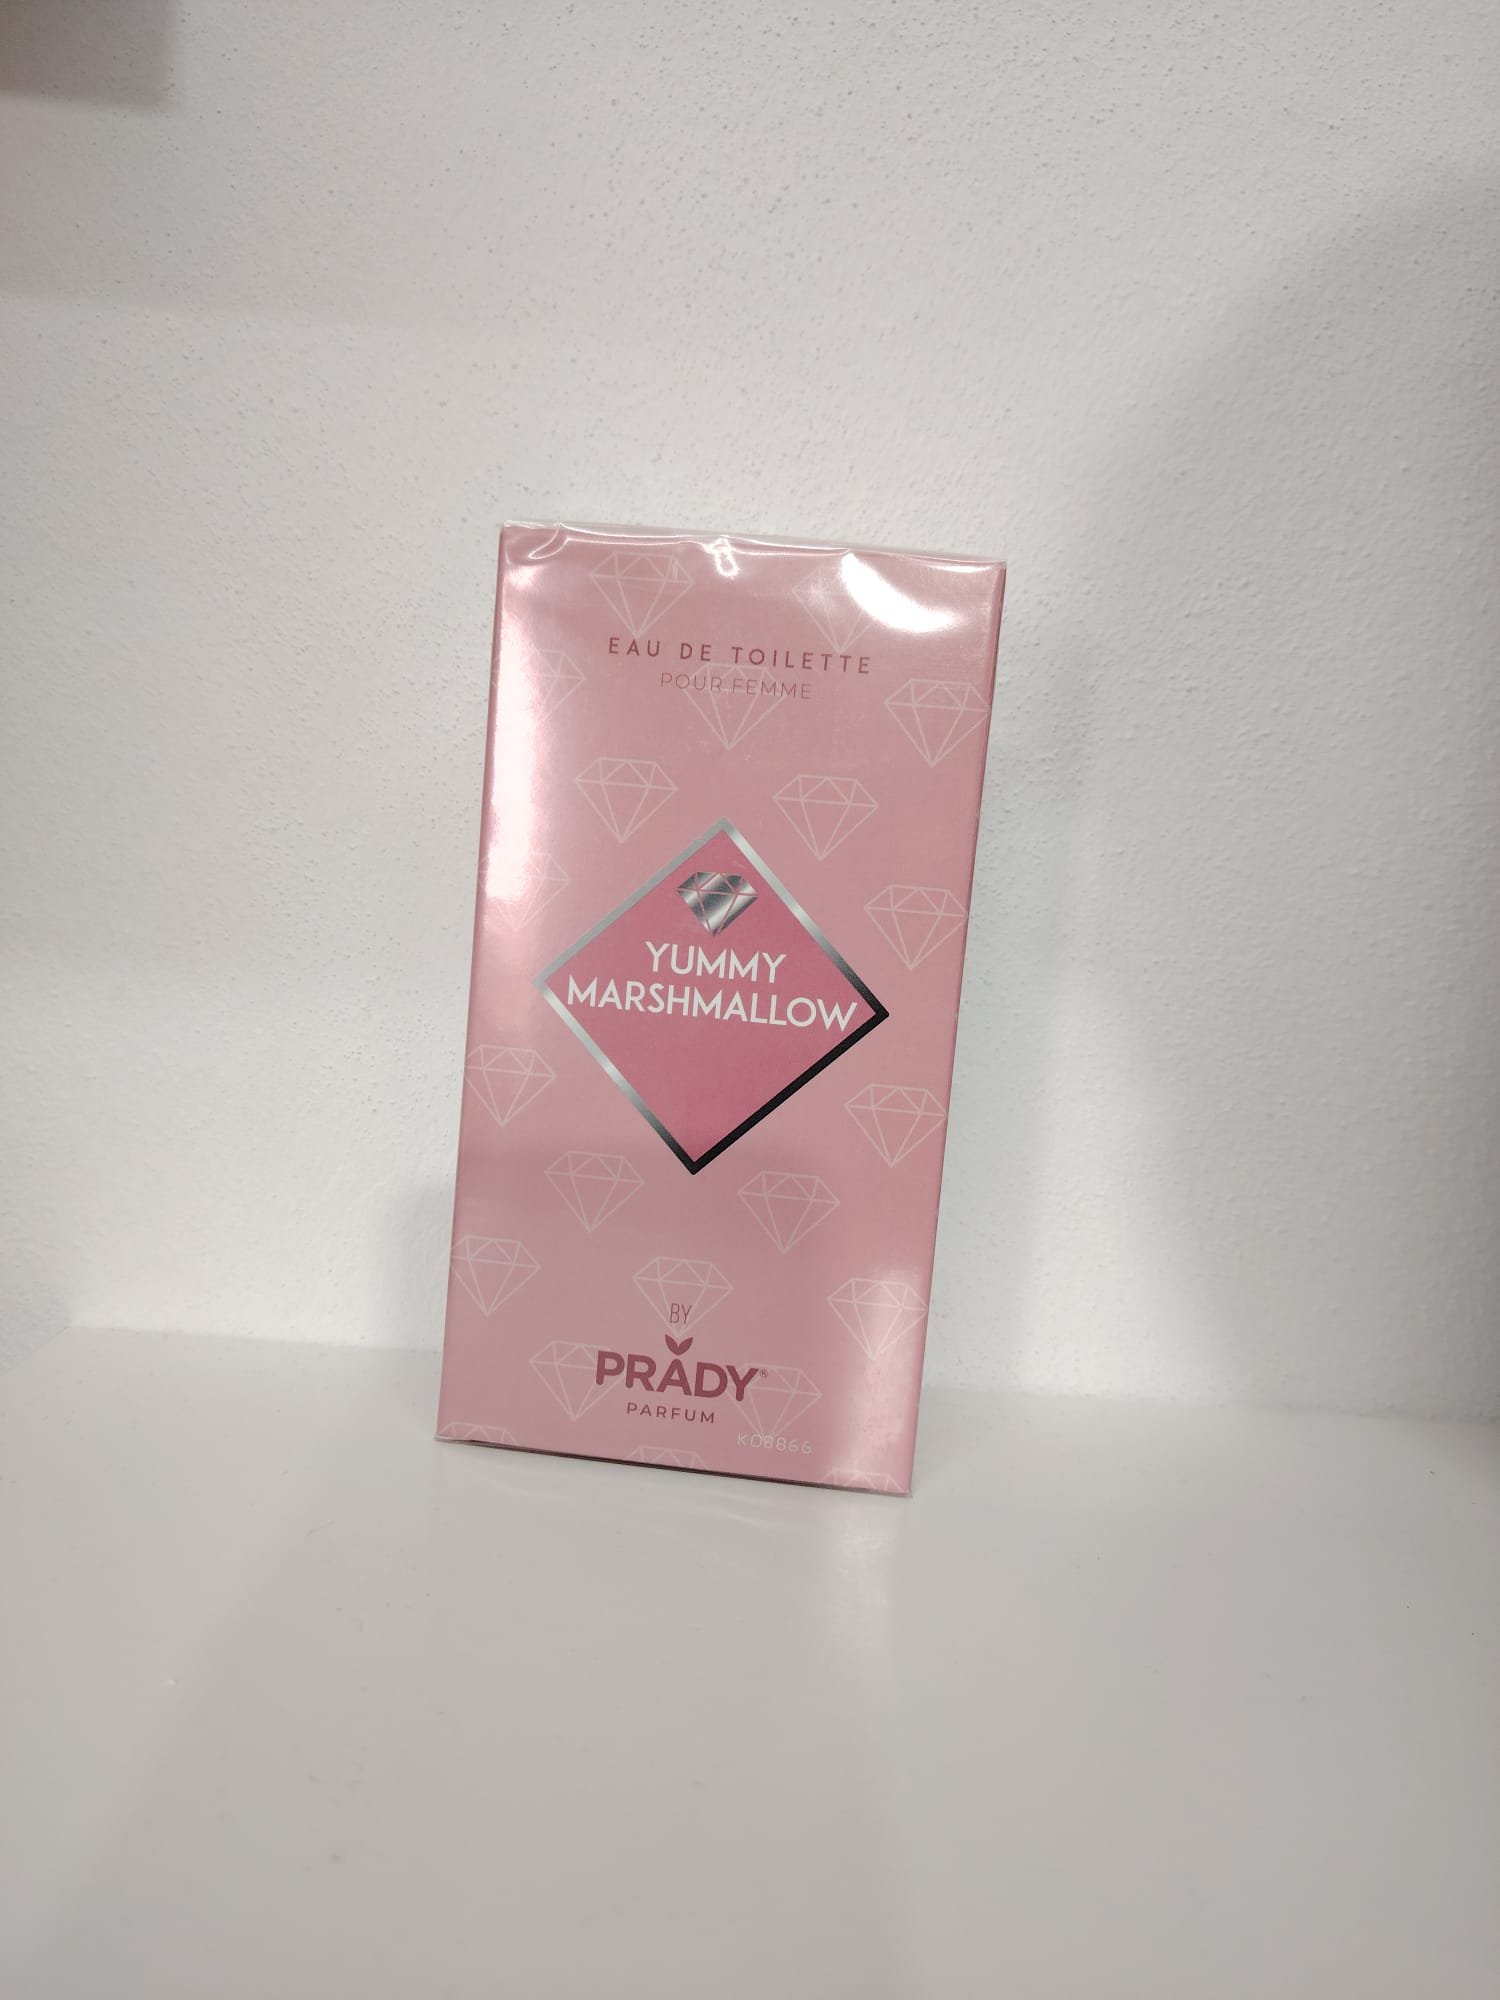 EAU DE TOILETTE
POUR FEMME
YUMMY
MARSHMALLOW
BY
PRADY®
PARFUM
K08866